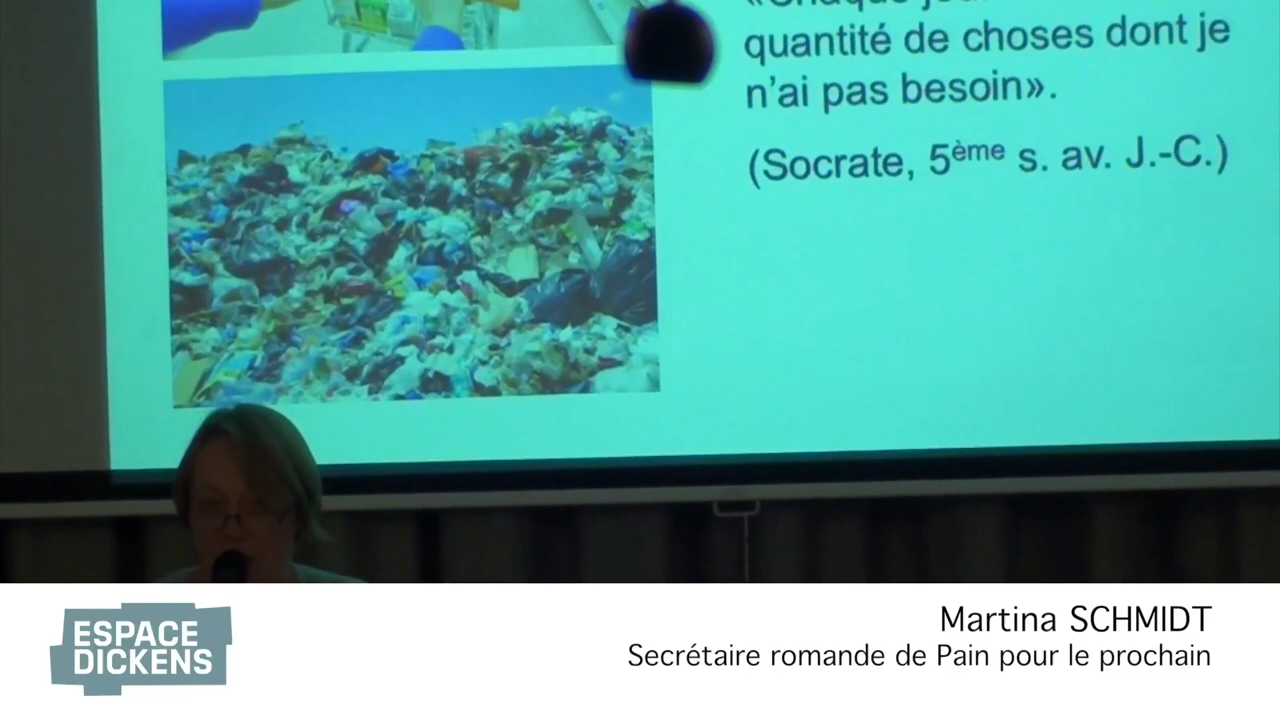 «Chaque
quantité de choses dont je
n'ai pas besoin».
(Socrate, 5ème s. av. J.-C.)
ESPACE
DICKENS
Martina SCHMIDT
Secrétaire romande de Pain pour le prochain